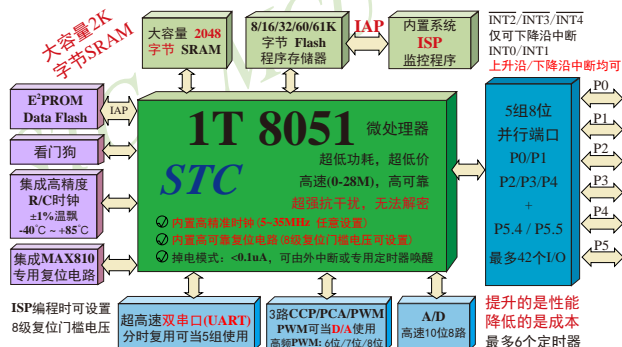 大容量2K
字节SRAM
大容量 2048
字节 SRAM
8/16/32/60/61K
字节 Flash
程序存储器
IAP
内置系统
ISP
监控程序
INT2/INT3/INT4
仅可下降沿中断
INT0/INT1
上升沿/下降沿中断均可
E²PROM
Data Flash
IAP
看门狗
集成高精度
R/C时钟
±1%温飘
-40℃ ~ +85℃
集成MAX810
专用复位电路
1T 8051 微处理器
STC
超低功耗，超低价
高速(0-28M)，高可靠
超强抗干扰，无法解密
内置高精准时钟(5~35MHz 任意设置)
内置高可靠复位电路(8级复位门槛电压可设置)
掉电模式：<0.1uA，可由外中断或专用定时器唤醒
5组8位
并行端口
P0/P1
P2/P3/P4
+
P5.4 / P5.5
最多42个I/O
P0
P1
P2
P3
P4
P5
ISP编程时可设置
8级复位门槛电压
超高速双串口(UART)
分时复用可当5组使用
3路CCP/PCA/PWM
PWM可当D/A使用
高频PWM: 6位/7位/8位
A/D
高速10位8路
提升的是性能
降低的是成本
最多6个定时器